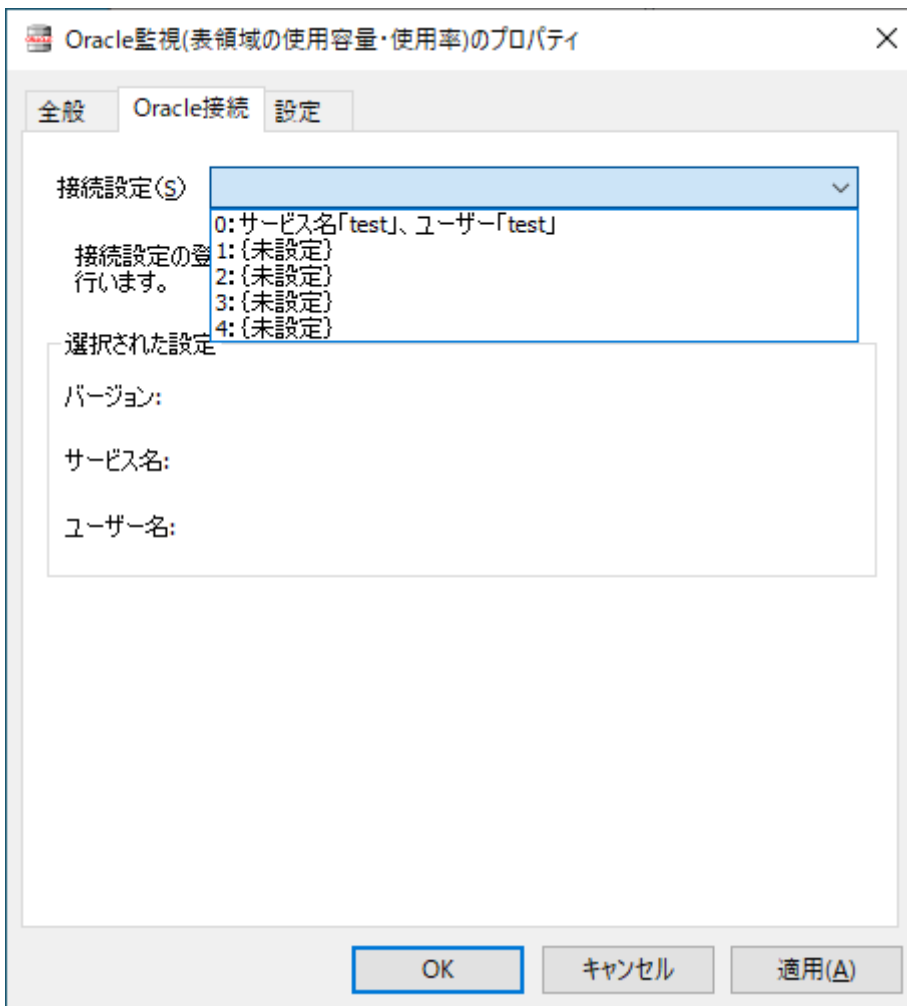 Oracle監視(表領域の使用容量・使用率)のプロパティ
全般 Oracle接続 設定
接続設定(S)
0:サービス名「test」、ユーザー「test」
1:{未設定}
2:{未設定}
3:{未設定}
4:{未設定}
接続設定の登
行います。
選択された設定
バージョン:
サービス名:
ユーザー名:
OK キャンセル 適用(A)